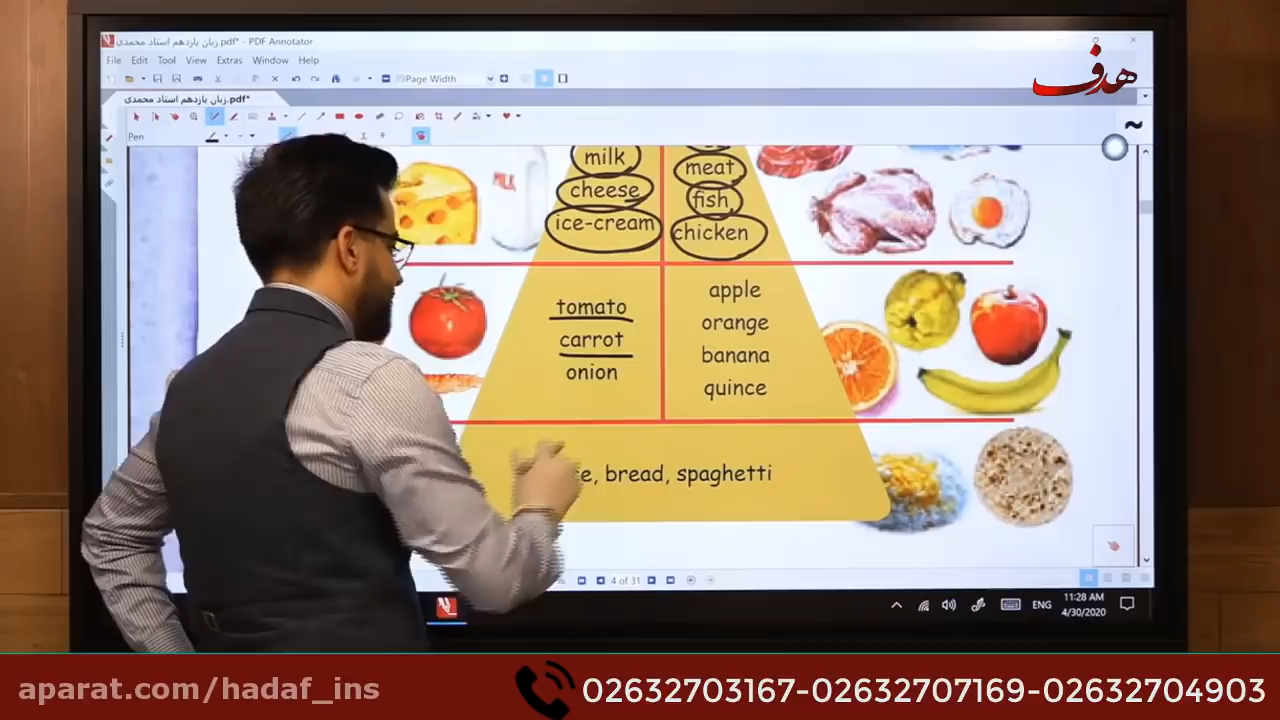 زبان یازدهم استاد محمدی.pdf* - PDF Annotator
هدف
File Edit Tool View Extras Window Help
Page Width
زبان یازدهم استاد محمدی.pdf*
Pen
milk
cheese
ice-cream
meat
fish
chicken
tomato
carrot
onion
apple
orange
banana
quince
bread, spaghetti
4 of 31
ENG
11:28 AM
4/30/2020
aparat.com/hadaf_ins
02632703167-02632707169-02632704903